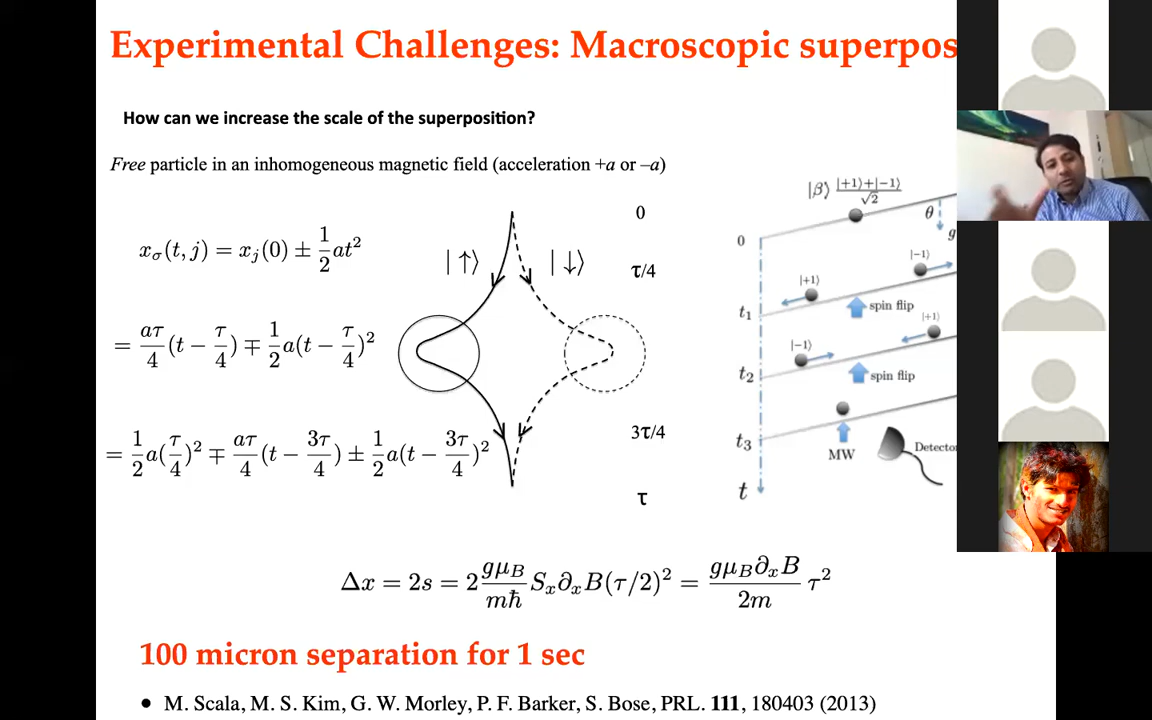 Experimental Challenges: Macroscopic superpos
How can we increase the scale of the superposition?
Free particle in an inhomogeneous magnetic field (acceleration +a or –a)
x_σ(t, j) = x_j(0) ± 1/2 at²
= aτ/4 (t − τ/4) ∓ 1/2 a(t − τ/4)²
= 1/2 a(τ/4)² ∓ aτ/4 (t − 3τ/4) ± 1/2 a(t − 3τ/4)²
|↑⟩ |↓⟩
0
τ/4
3τ/4
τ
|β⟩ |+1⟩+|−1⟩/√2
θ
g
0
|−1⟩
|+1⟩
t₁
spin flip
|+1⟩
|−1⟩
t₂
spin flip
t₃
MW
Detecto
t
Δx = 2s = 2 gμ_B/mħ S_x ∂_x B(τ/2)² = gμ_B ∂_x B/2m τ²
100 micron separation for 1 sec
• M. Scala, M. S. Kim, G. W. Morley, P. F. Barker, S. Bose, PRL. 111, 180403 (2013)